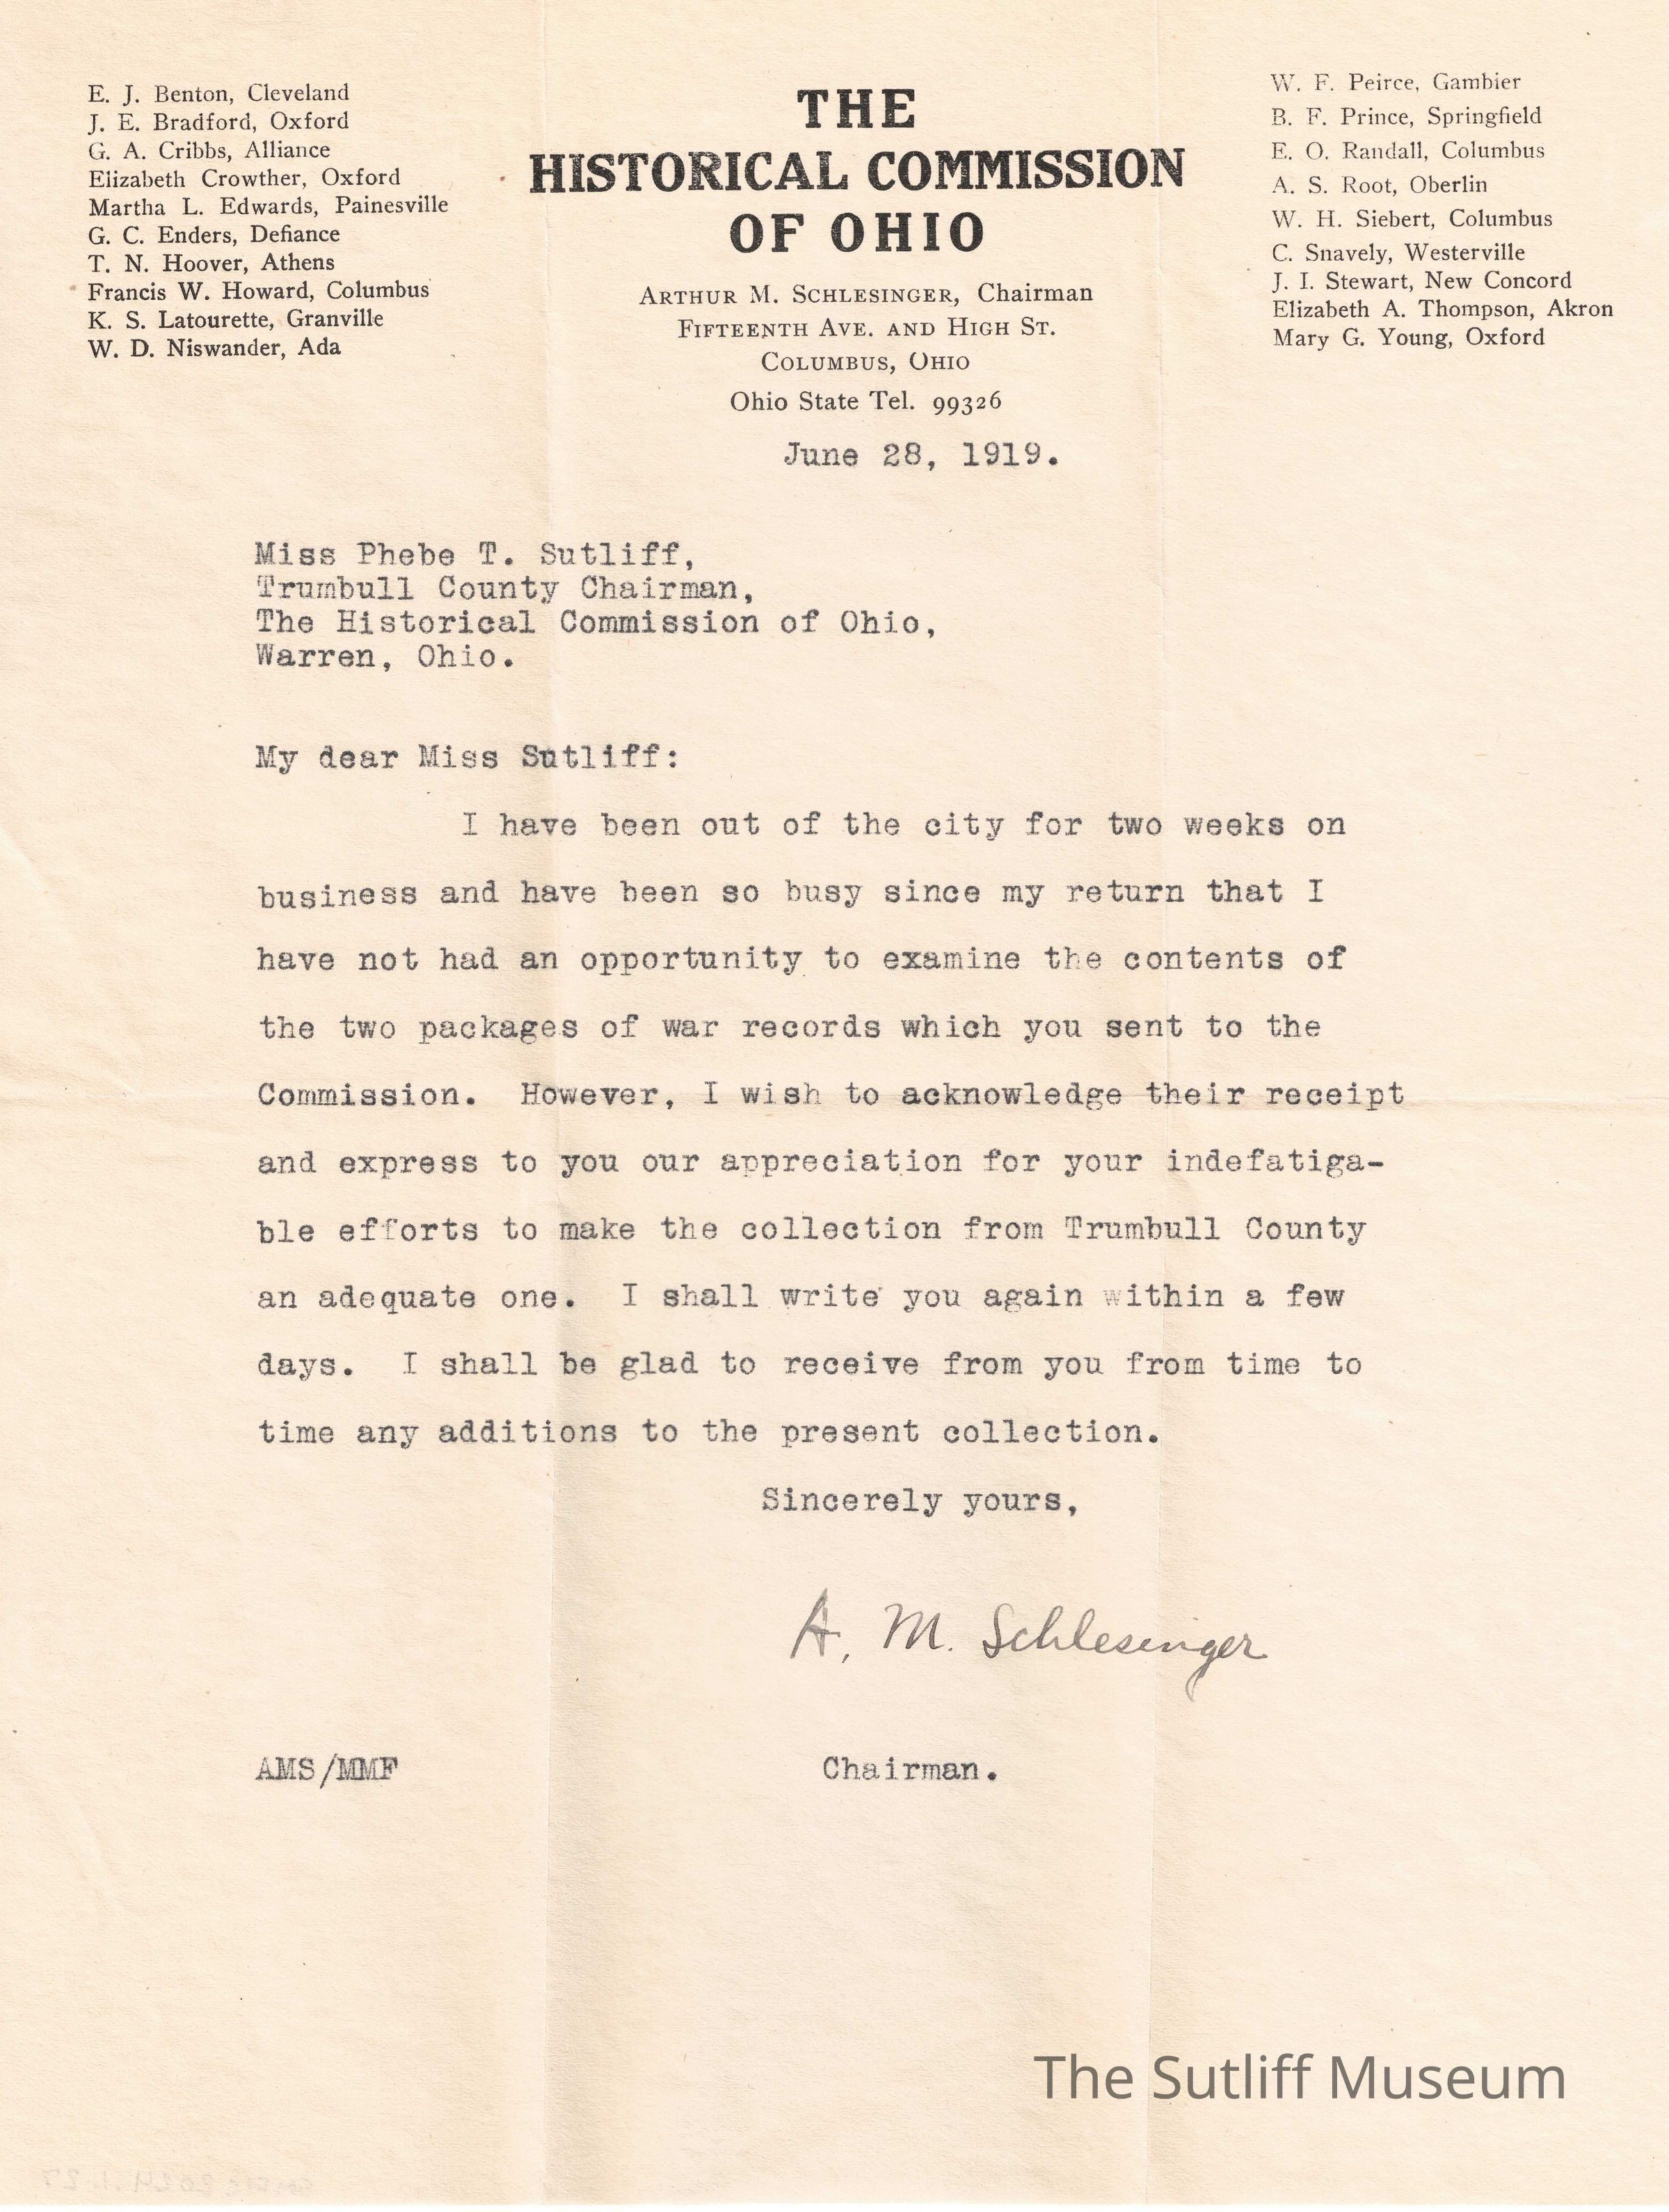 E. J. Benton, Cleveland
J. E. Bradford, Oxford
G. A. Cribbs, Alliance
Elizabeth Crowther, Oxford
Martha L. Edwards, Painesville
G. C. Enders, Defiance
T. N. Hoover, Athens
Francis W. Howard, Columbus
K. S. Latourette, Granville
W. D. Niswander, Ada
THE
HISTORICAL COMMISSION
OF OHIO
ARTHUR M. SCHLESINGER, Chairman
FIFTEENTH AVE. AND HIGH ST.
COLUMBUS, OHIO
Ohio State Tel. 99326
W. F. Peirce, Gambier
B. F. Prince, Springfield
E. O. Randall, Columbus
A. S. Root, Oberlin
W. H. Siebert, Columbus
C. Snavely, Westerville
J. I. Stewart, New Concord
Elizabeth A. Thompson, Akron
Mary G. Young, Oxford
June 28, 1919.
Miss Phebe T. Sutliff,
Trumbull County Chairman,
The Historical Commission of Ohio,
Warren, Ohio.
My dear Miss Sutliff:
I have been out of the city for two weeks on
business and have been so busy since my return that I
have not had an opportunity to examine the contents of
the two packages of war records which you sent to the
Commission. However, I wish to acknowledge their receipt
and express to you our appreciation for your indefatiga-
ble efforts to make the collection from Trumbull County
an adequate one. I shall write you again within a few
days. I shall be glad to receive from you from time to
time any additions to the present collection.
Sincerely yours,
A. M. Schlesinger
AMS/MMF Chairman.
The Sutliff Museum